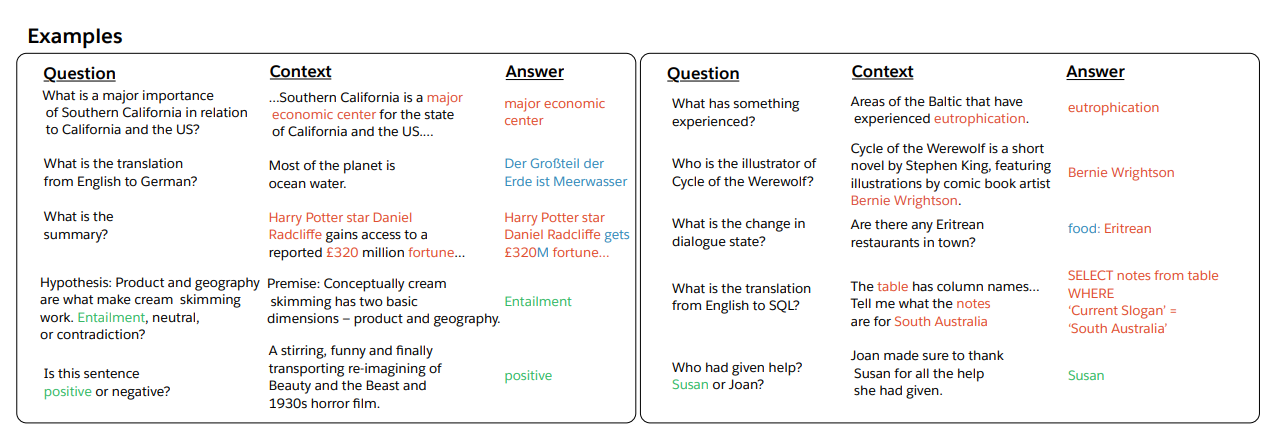 Examples
Question
Context
Answer
What is a major importance
of Southern California in relation
to California and the US?
...Southern California is a major
economic center for the state
of California and the US....
major economic
center
What is the translation
from English to German?
Most of the planet is
ocean water.
Der Großteil der
Erde ist Meerwasser
What is the
summary?
Harry Potter star Daniel
Radcliffe gains access to a
reported £320 million fortune...
Harry Potter star
Daniel Radcliffe gets
£320M fortune...
Hypothesis: Product and geography
are what make cream skimming
work. Entailment, neutral,
or contradiction?
Premise: Conceptually cream
skimming has two basic
dimensions – product and geography.
Entailment
Is this sentence
positive or negative?
A stirring, funny and finally
transporting re-imagining of
Beauty and the Beast and
1930s horror film.
positive
Question
Context
Answer
What has something
experienced?
Areas of the Baltic that have
experienced eutrophication.
eutrophication
Who is the illustrator of
Cycle of the Werewolf?
Cycle of the Werewolf is a short
novel by Stephen King, featuring
illustrations by comic book artist
Bernie Wrightson.
Bernie Wrightson
What is the change in
dialogue state?
Are there any Eritrean
restaurants in town?
food: Eritrean
What is the translation
from English to SQL?
The table has column names...
Tell me what the notes
are for South Australia
SELECT notes from table
WHERE
‘Current Slogan’ =
‘South Australia’
Who had given help?
Susan or Joan?
Joan made sure to thank
Susan for all the help
she had given.
Susan